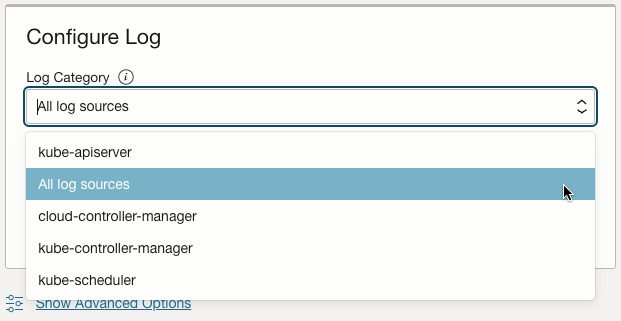 Configure Log
Log Category i
All log sources
kube-apiserver
All log sources
cloud-controller-manager
kube-controller-manager
kube-scheduler
Show Advanced Options